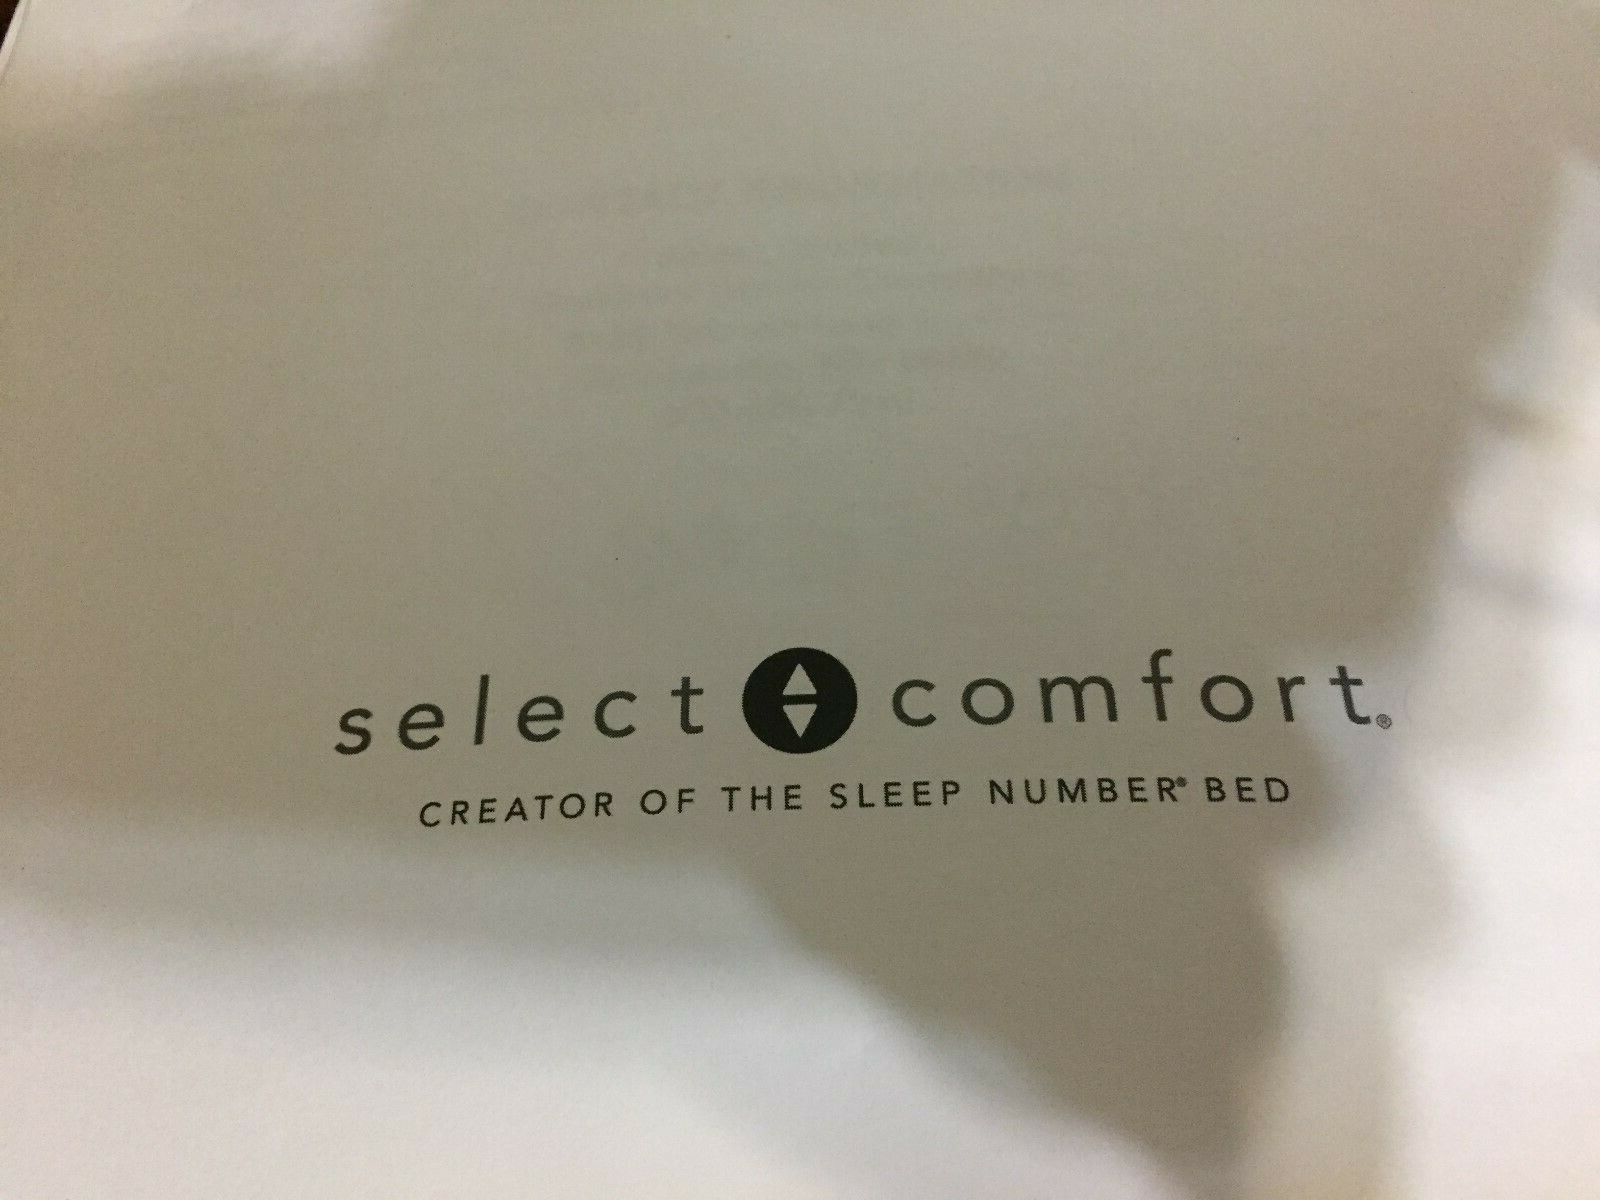 select comfort®
CREATOR OF THE SLEEP NUMBER® BED